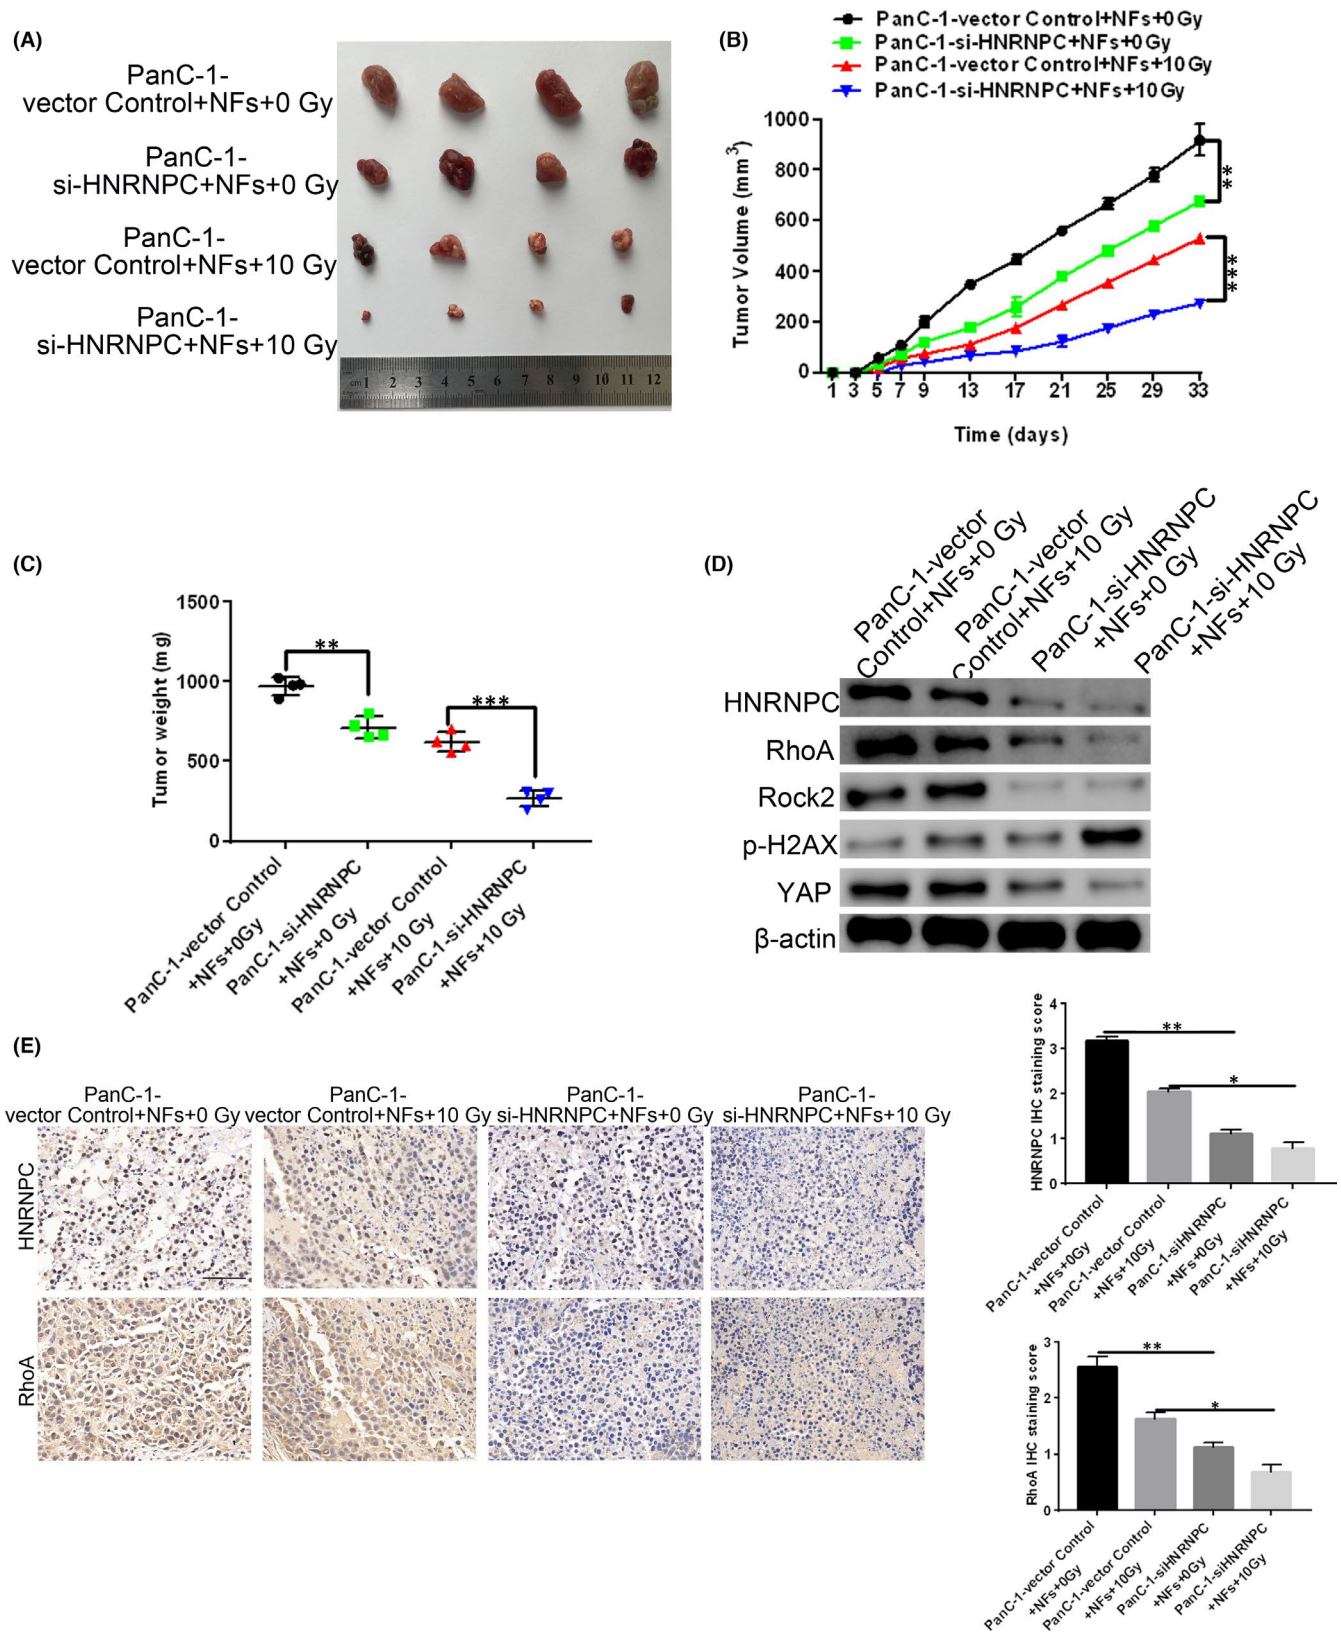 (A)
PanC-1-
vector Control+NFs+0 Gy
PanC-1-
si-HNRNPC+NFs+0 Gy
PanC-1-
vector Control+NFs+10 Gy
PanC-1-
si-HNRNPC+NFs+10 Gy
cm 1 2 3 4 5 6 7 8 9 10 11 12
(B)
PanC-1-vector Control+NFs+0Gy
PanC-1-si-HNRNPC+NFs+0Gy
PanC-1-vector Control+NFs+10Gy
PanC-1-si-HNRNPC+NFs+10Gy
Tumor Volume (mm3)
1000
800
600
400
200
0
**
***
1 3 5 7 9 13 17 21 25 29 33
Time (days)
(C)
Tumor weight (mg)
1500
1000
500
0
**
***
PanC-1-vector Control
+NFs+0Gy
PanC-1-si-HNRNPC
+NFs+0 Gy
PanC-1-vector Control
+NFs+10 Gy
PanC-1-si-HNRNPC
+NFs+10 Gy
(D)
PanC-1-vector
Control+NFs+0 Gy
PanC-1-vector
Control+NFs+10 Gy
PanC-1-si-HNRNPC
+NFs+0 Gy
PanC-1-si-HNRNPC
+NFs+10 Gy
HNRNPC
RhoA
Rock2
p-H2AX
YAP
β-actin
(E)
PanC-1-
vector Control+NFs+0 Gy
PanC-1-
vector Control+NFs+10 Gy
PanC-1-
si-HNRNPC+NFs+0 Gy
PanC-1-
si-HNRNPC+NFs+10 Gy
HNRNPC
RhoA
HNRNPC IHC staining score
4
3
2
1
0
**
*
PanC-1-vector Control
+NFs+0Gy
PanC-1-vector Control
+NFs+10Gy
PanC-1-siHNRNPC
+NFs+0Gy
PanC-1-siHNRNPC
+NFs+10Gy
RhoA IHC staining score
3
2
1
0
**
*
PanC-1-vector Control
+NFs+0Gy
PanC-1-vector Control
+NFs+10Gy
PanC-1-siHNRNPC
+NFs+0Gy
PanC-1-siHNRNPC
+NFs+10Gy